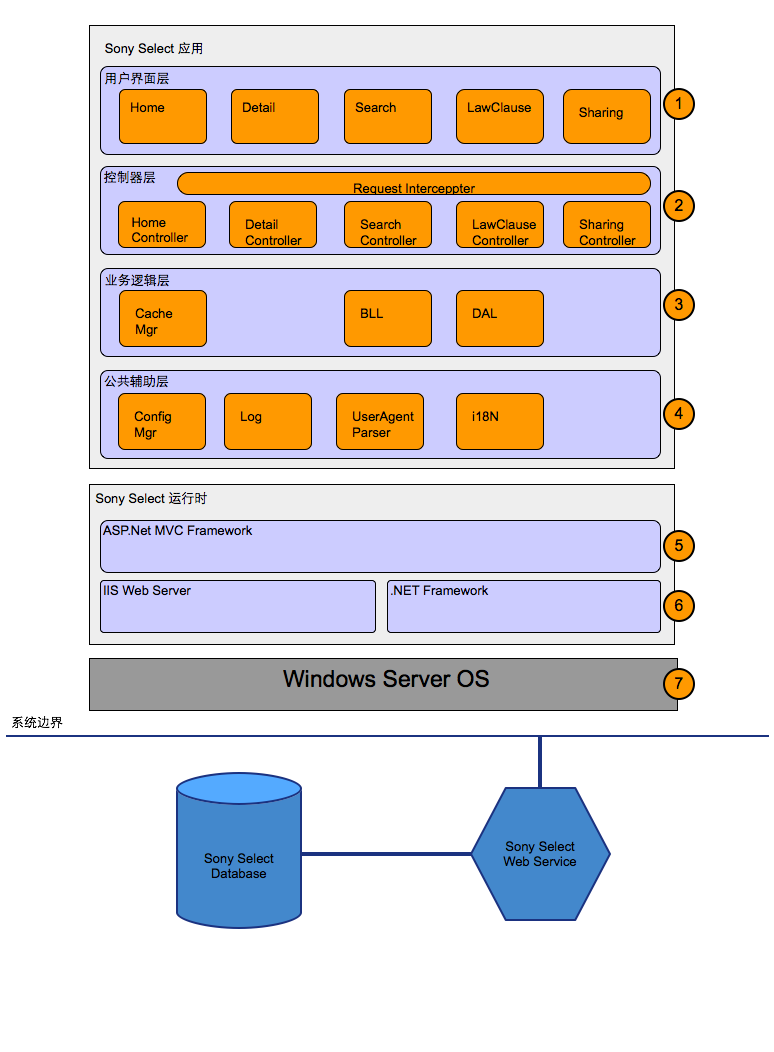 Sony Select 应用
用户界面层
Home
Detail
Search
LawClause
Sharing
1
控制器层
Request Interceppter
Home
Controller
Detail
Controller
Search
Controller
LawClause
Controller
Sharing
Controller
2
业务逻辑层
Cache
Mgr
BLL
DAL
3
公共辅助层
Config
Mgr
Log
UserAgent
Parser
i18N
4
Sony Select 运行时
ASP.Net MVC Framework
5
IIS Web Server
.NET Framework
6
Windows Server OS
7
系统边界
Sony Select
Database
Sony Select
Web Service